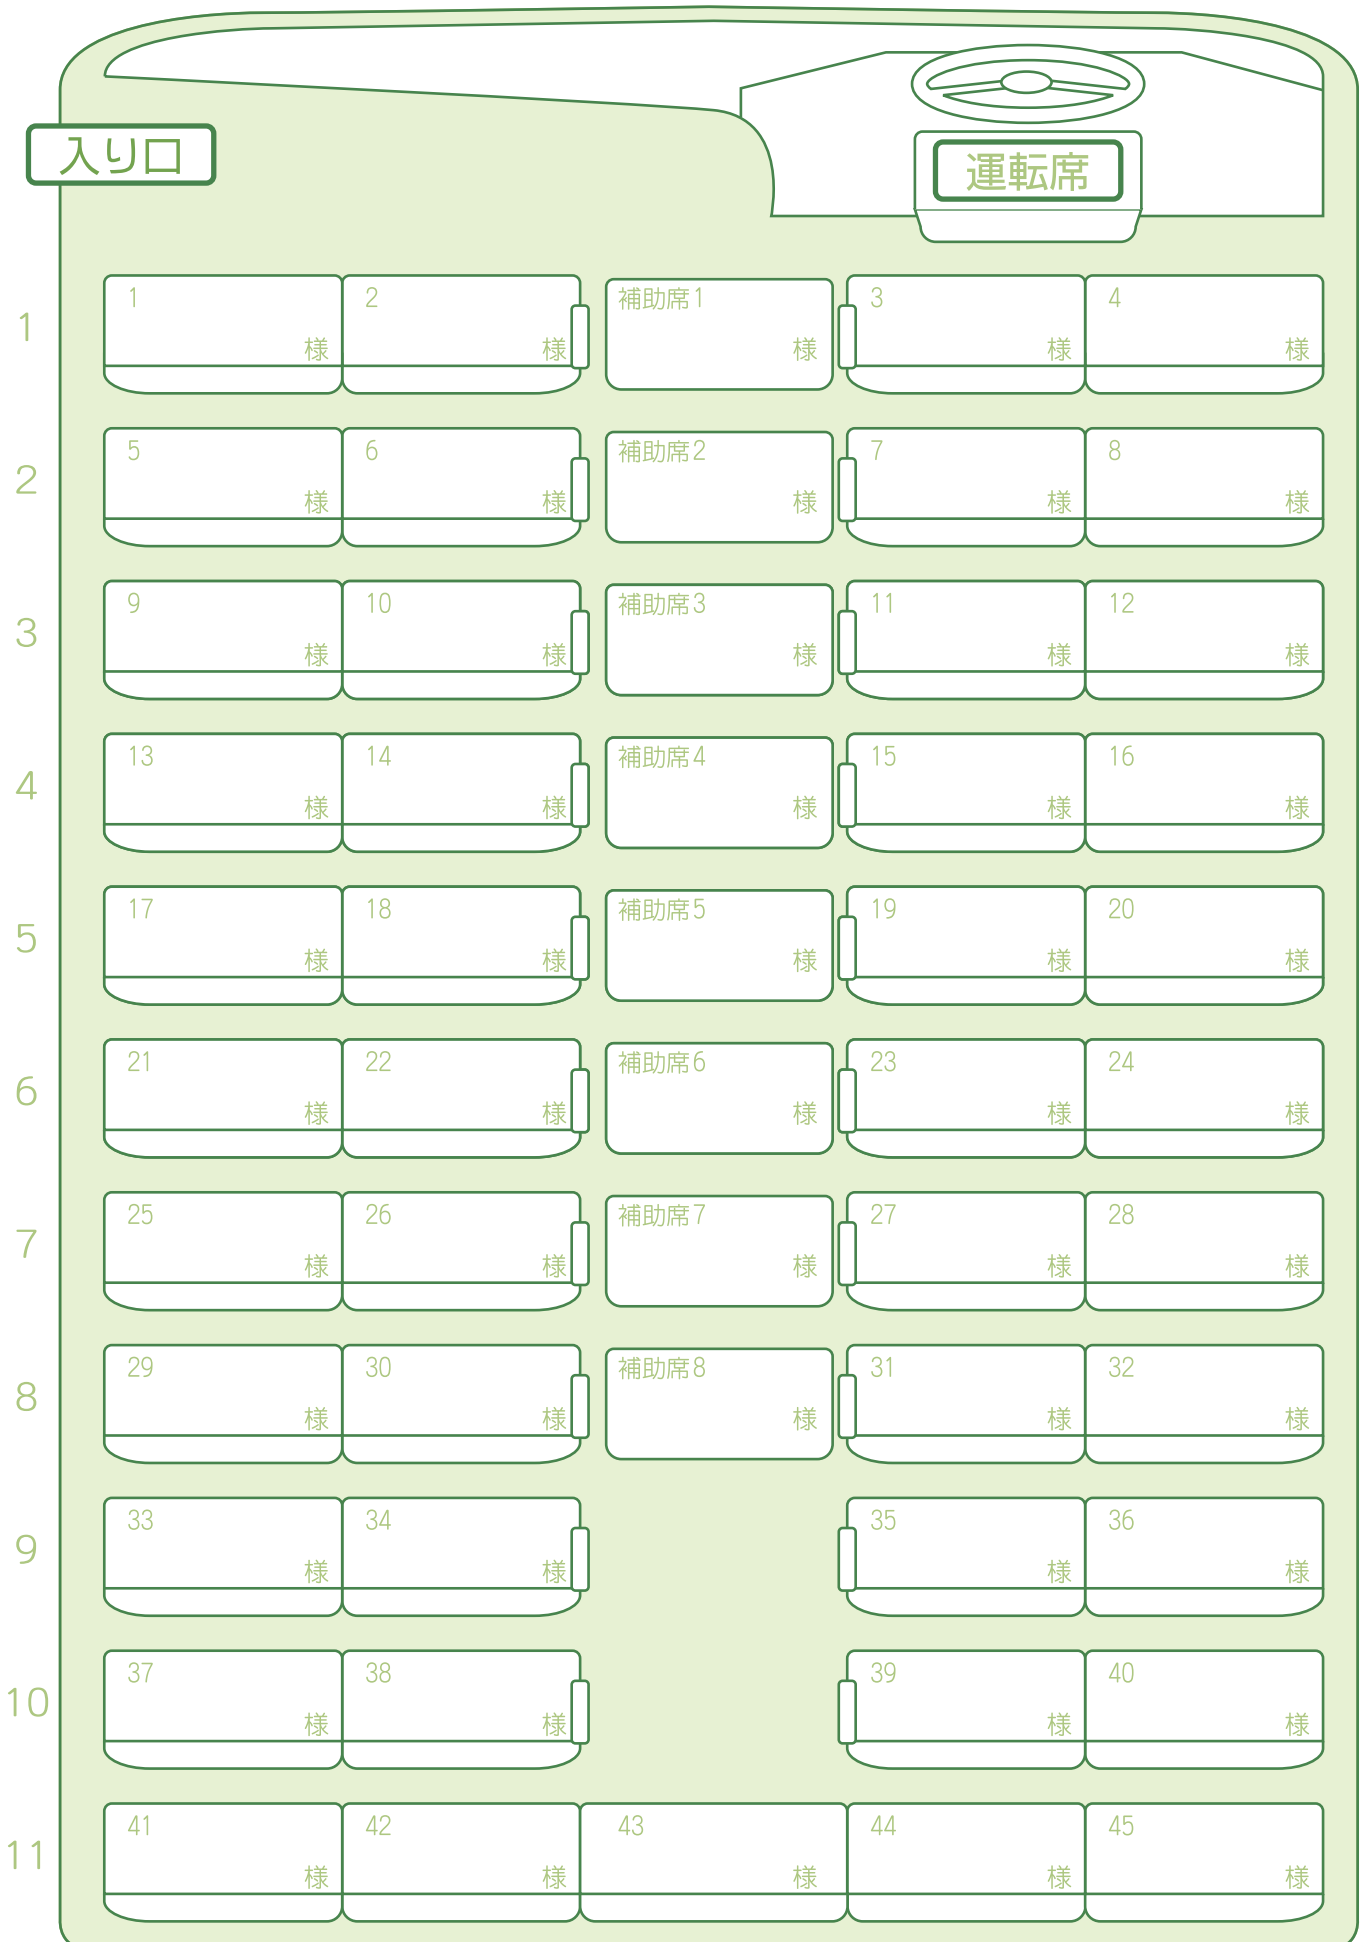 入り口
運転席
1
1 様
2 様
補助席1 様
3 様
4 様
2
5 様
6 様
補助席2 様
7 様
8 様
3
9 様
10 様
補助席3 様
11 様
12 様
4
13 様
14 様
補助席4 様
15 様
16 様
5
17 様
18 様
補助席5 様
19 様
20 様
6
21 様
22 様
補助席6 様
23 様
24 様
7
25 様
26 様
補助席7 様
27 様
28 様
8
29 様
30 様
補助席8 様
31 様
32 様
9
33 様
34 様
35 様
36 様
10
37 様
38 様
39 様
40 様
11
41 様
42 様
43 様
44 様
45 様